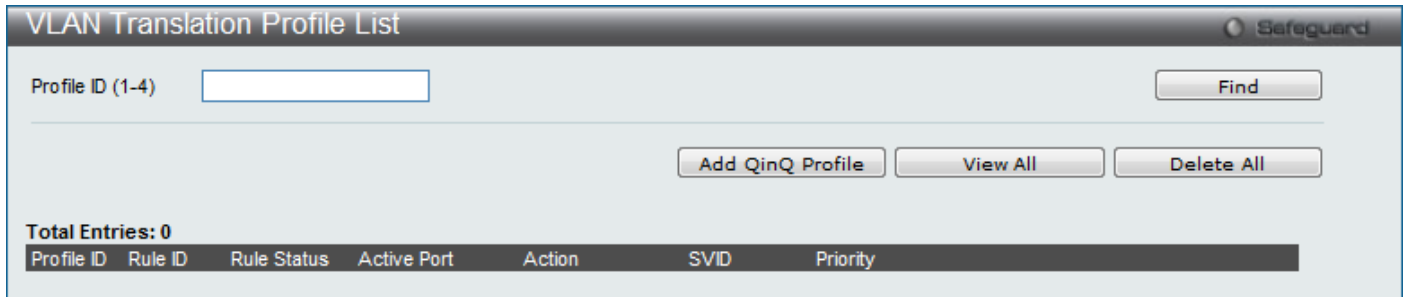 VLAN Translation Profile List
Safeguard
Profile ID (1-4)
Find
Add QinQ Profile
View All
Delete All
Total Entries: 0
Profile ID Rule ID Rule Status Active Port Action SVID Priority